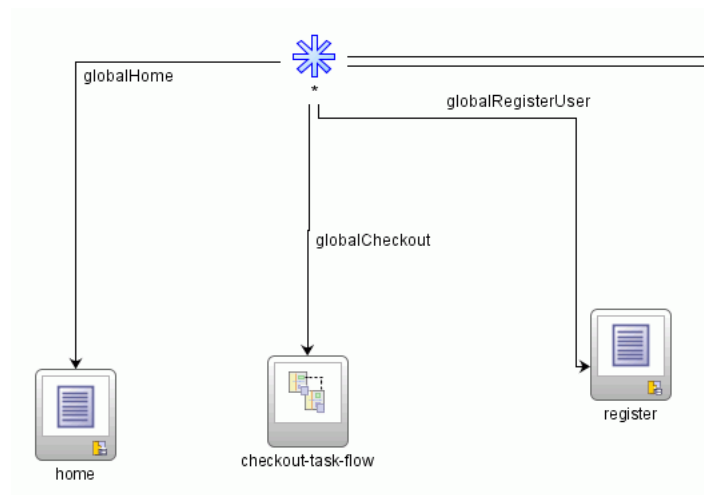 globalHome
*
globalRegisterUser
globalCheckout
home
checkout-task-flow
register